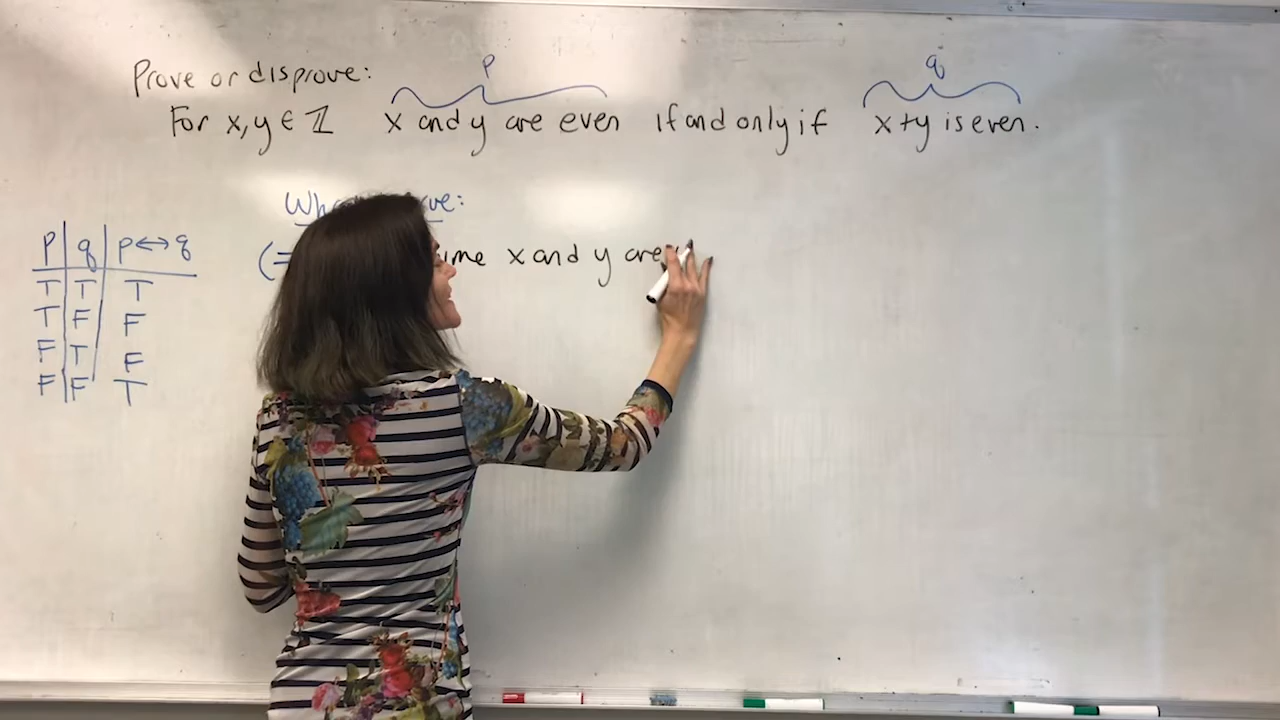 Prove or disprove:
p
q
For x, y ∈ ℤ x and y are even if and only if x + y is even.
p q p ↔ q
T T T
T F F
F T F
F F T
x and y are